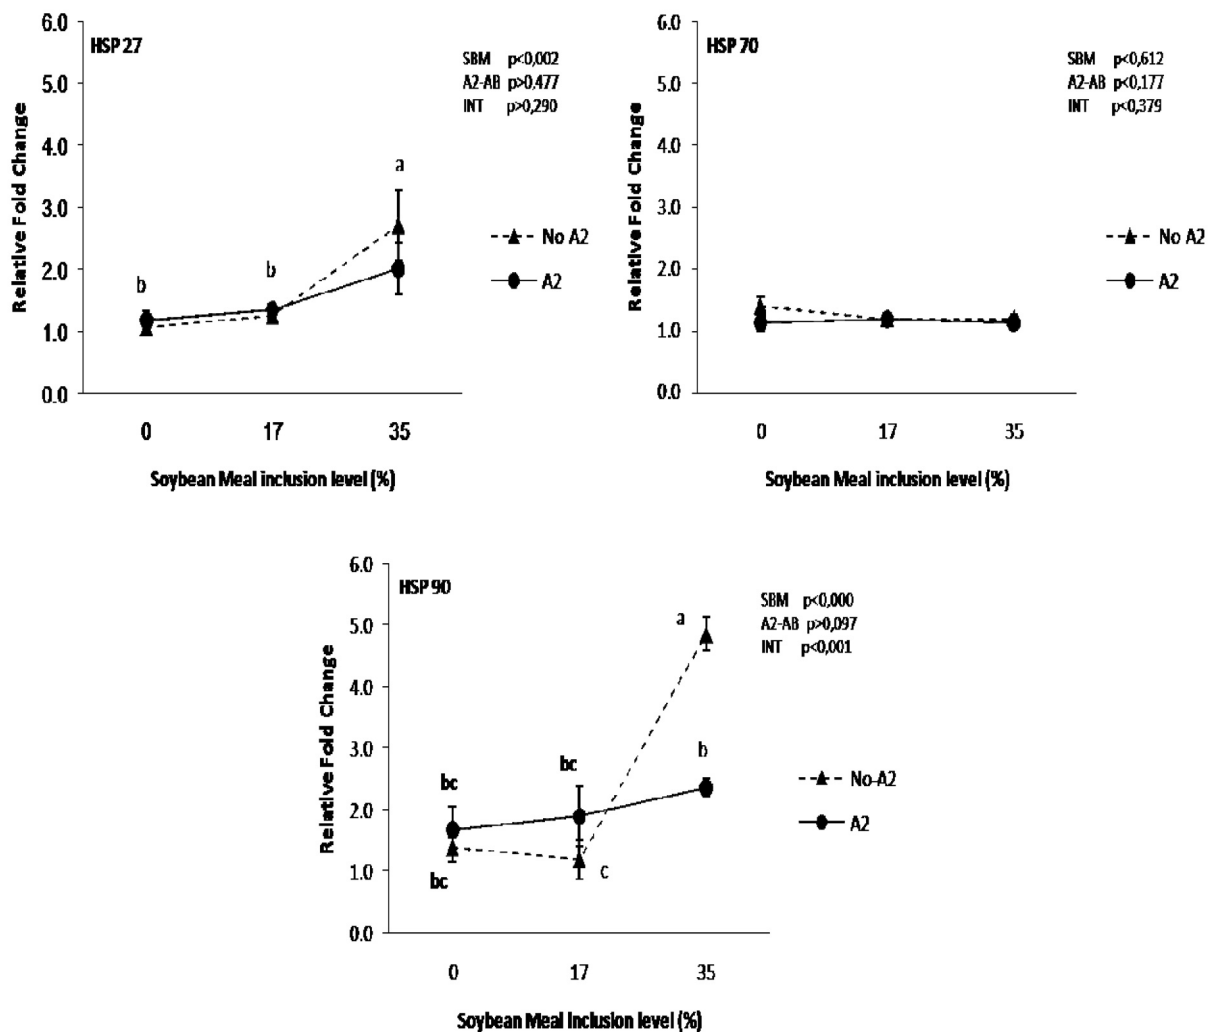 HSP 27
SBM p<0,002
A2-AB p>0,477
INT p>0,290
Relative Fold Change
6.0
5.0
4.0
3.0
2.0
1.0
0.0
b
b
a
No A2
A2
0 17 35
Soybean Meal inclusion level (%)
HSP 70
SBM p<0,612
A2-AB p<0,177
INT p<0,379
Relative Fold Change
6.0
5.0
4.0
3.0
2.0
1.0
0.0
No A2
A2
0 17 35
Soybean Meal inclusion level (%)
HSP 90
SBM p<0,000
A2-AB p>0,097
INT p<0,001
Relative Fold Change
6.0
5.0
4.0
3.0
2.0
1.0
0.0
a
b
bc
bc
bc
c
No-A2
A2
0 17 35
Soybean Meal Inclusion level (%)